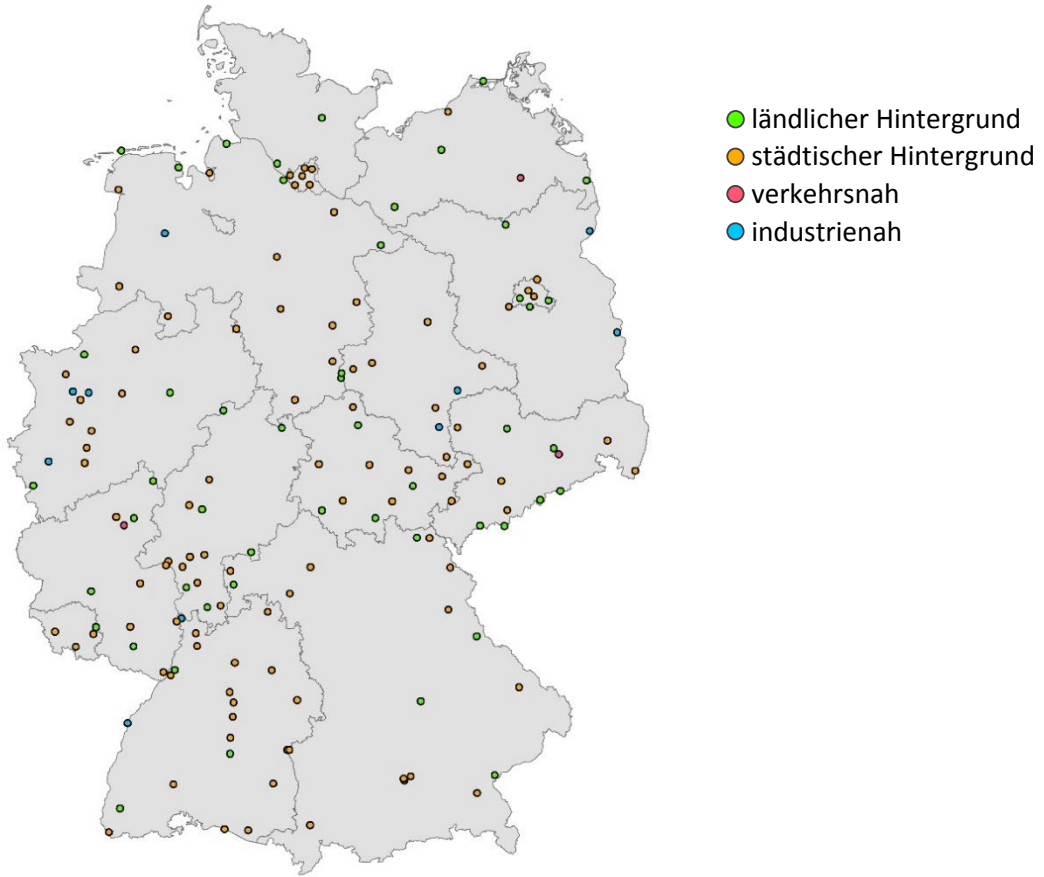 ländlicher Hintergrund
städtischer Hintergrund
verkehrsnah
industrienah